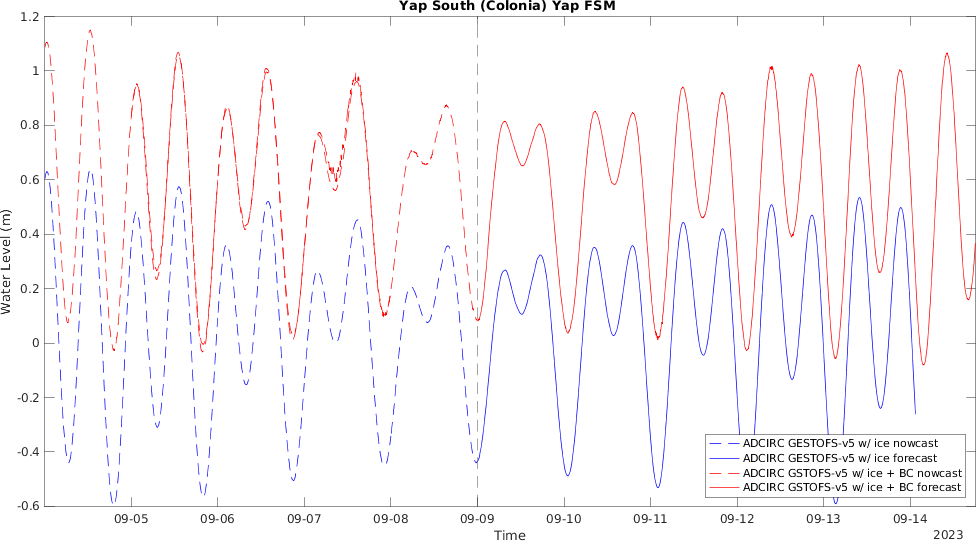 Yap South (Colonia) Yap FSM
1.2
1
0.8
0.6
0.4
0.2
0
-0.2
-0.4
-0.6
Water Level (m)
ADCIRC GESTOFS-v5 w/ ice nowcast
ADCIRC GESTOFS-v5 w/ ice forecast
ADCIRC GSTOFS-v5 w/ ice + BC nowcast
ADCIRC GSTOFS-v5 w/ ice + BC forecast
09-05 09-06 09-07 09-08 09-09 09-10 09-11 09-12 09-13 09-14
Time
2023